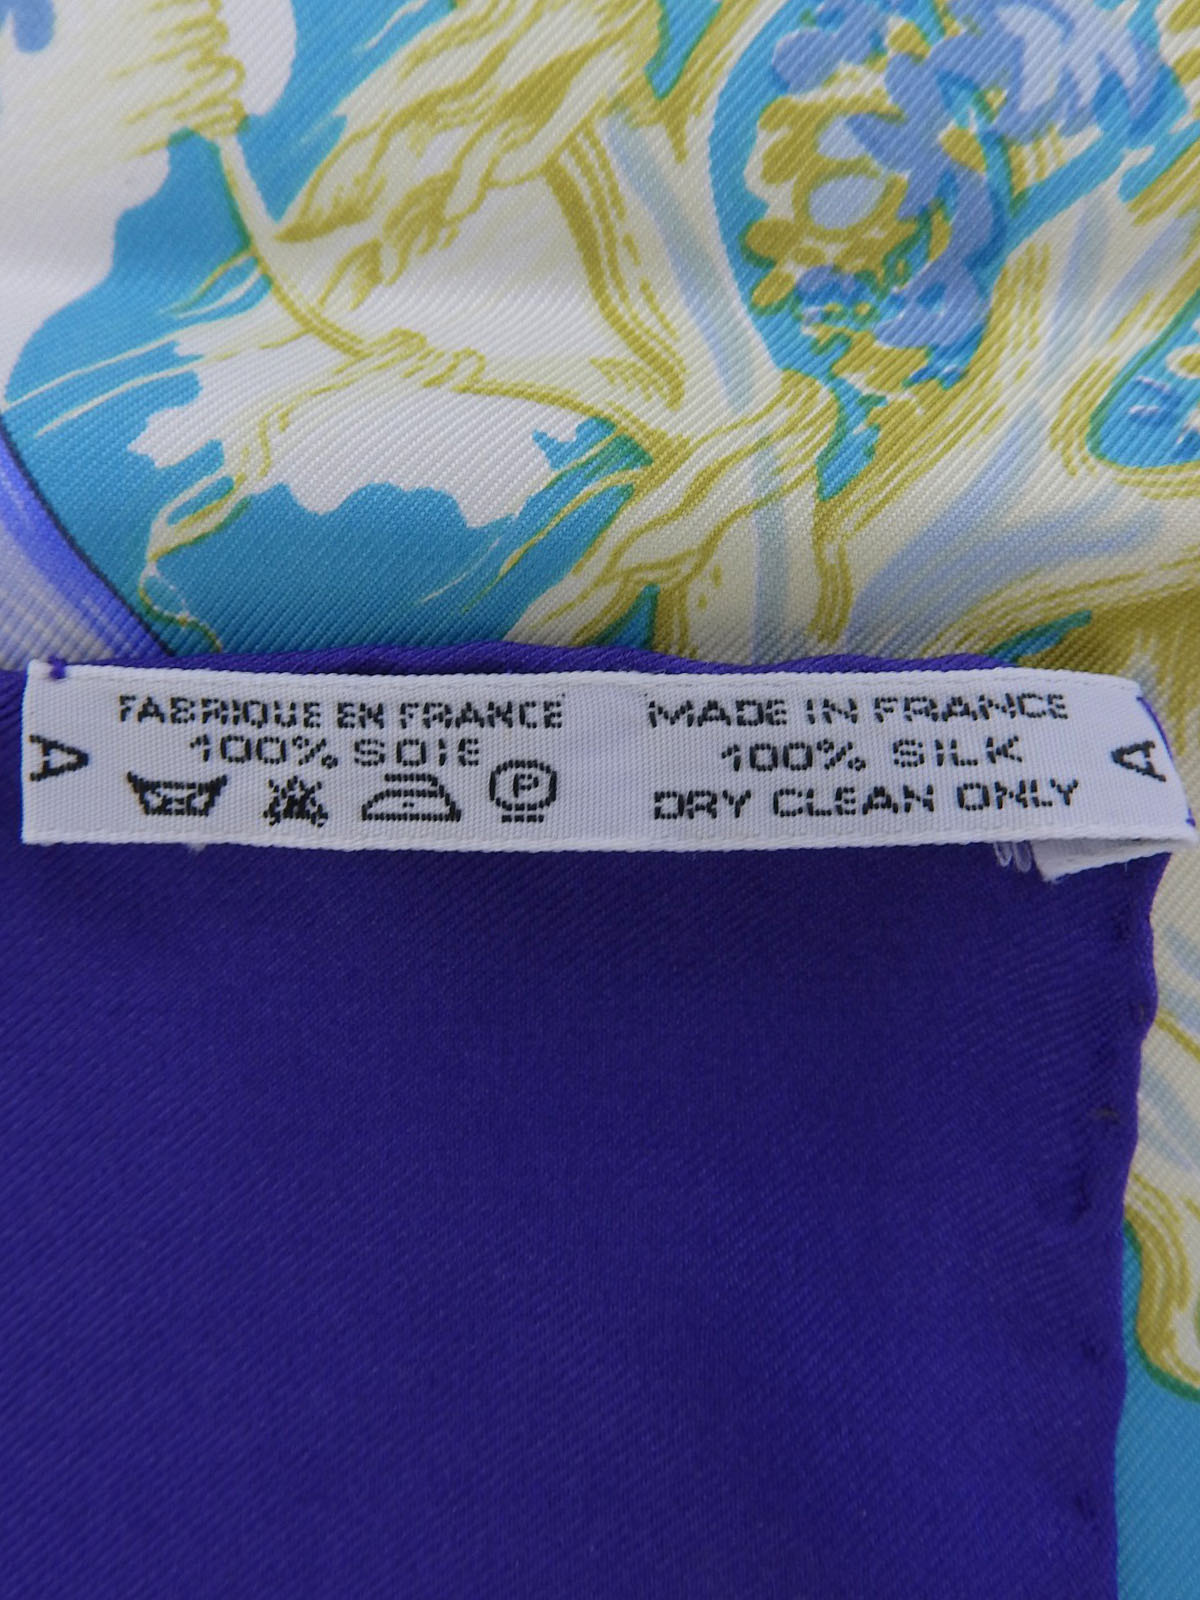 A
FABRIQUE EN FRANCE
100% SOIE
P
MADE IN FRANCE
100% SILK
DRY CLEAN ONLY
A